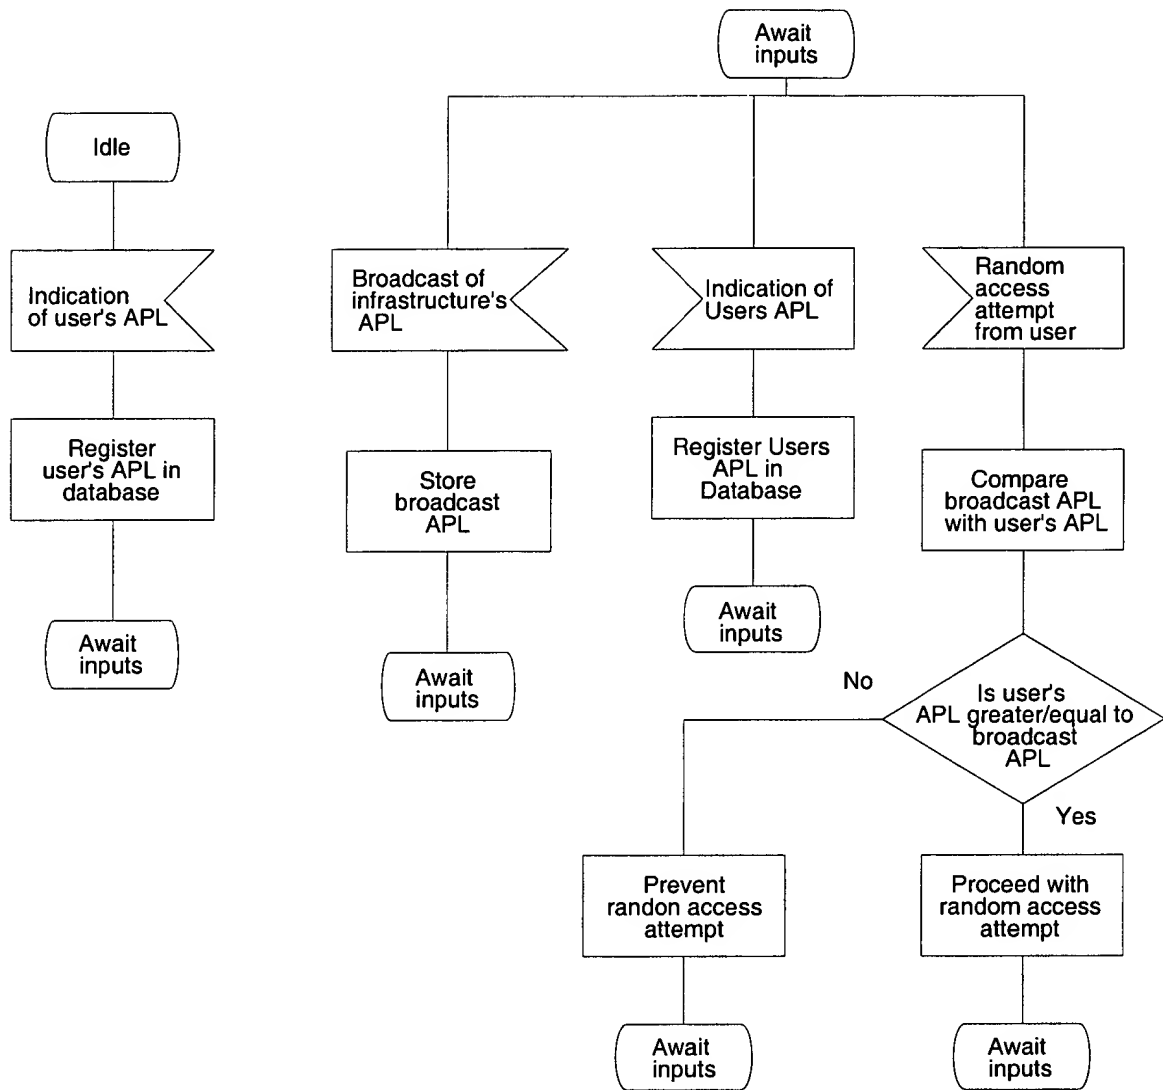 Await
inputs
Idle
Indication
of user's APL
Register
user's APL in
database
Await
inputs
Broadcast of
infrastructure's
APL
Store
broadcast
APL
Await
inputs
Indication of
Users APL
Register Users
APL in
Database
Await
inputs
Random
access
attempt
from user
Compare
broadcast APL
with user's APL
Is user's
APL greater/equal to
broadcast
APL
No
Yes
Prevent
randon access
attempt
Await
inputs
Proceed with
random access
attempt
Await
inputs